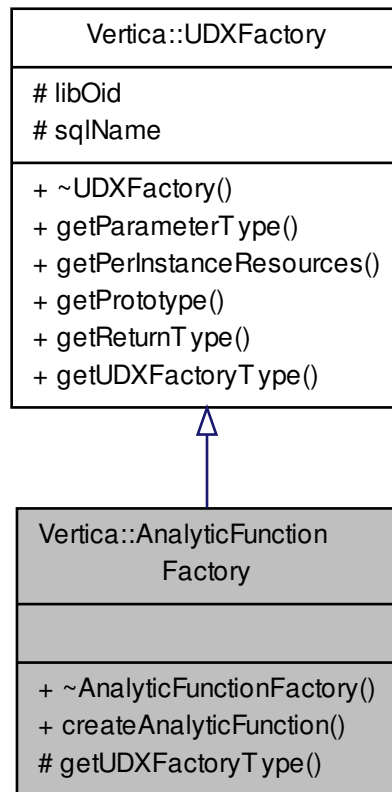 Vertica::UDXFactory
# libOid
# sqlName
+ ~UDXFactory()
+ getParameterType()
+ getPerInstanceResources()
+ getPrototype()
+ getReturnType()
+ getUDXFactoryType()
Vertica::AnalyticFunction
Factory
+ ~AnalyticFunctionFactory()
+ createAnalyticFunction()
# getUDXFactoryType()